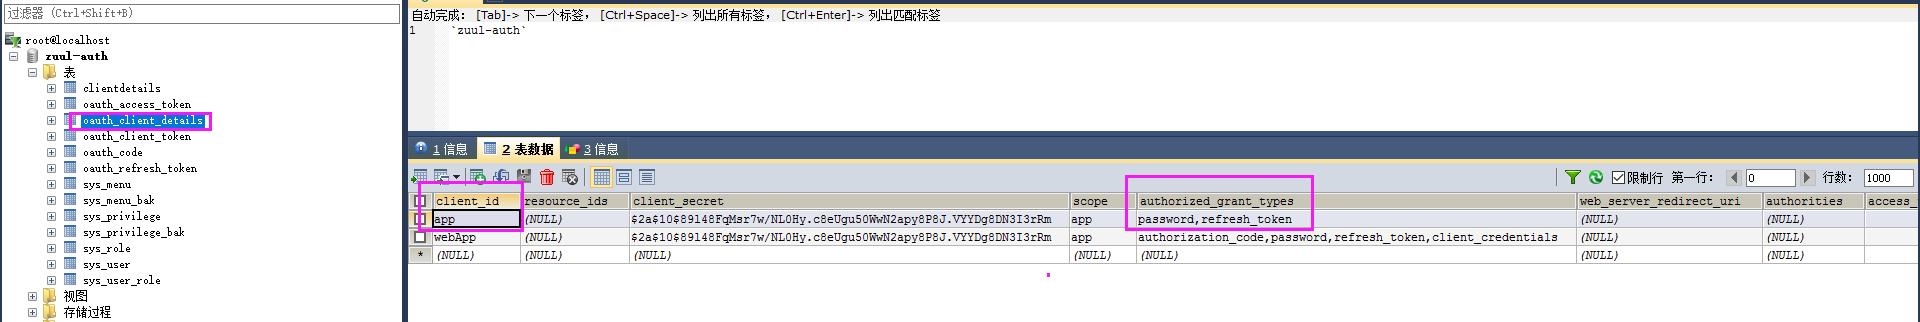 过滤器 (Ctrl+Shift+B)
root@localhost
zuul-auth
表
clientdetails
oauth_access_token
oauth_client_details
oauth_client_token
oauth_code
oauth_refresh_token
sys_menu
sys_menu_bak
sys_privilege
sys_privilege_bak
sys_role
sys_user
sys_user_role
视图
存储过程
自动完成: [Tab]-> 下一个标签, [Ctrl+Space]-> 列出所有标签, [Ctrl+Enter]-> 列出匹配标签
1 `zuul-auth`
1 信息 2 表数据 3 信息
限制行 第一行: 0 行数: 1000
client_id resource_ids client_secret scope authorized_grant_types web_server_redirect_uri authorities access_
app (NULL) $2a$10$89l48FqMsr7w/NL0Hy.c8eUgu50WwN2apy8P8J.VYYDg8DN3I3rRm app password,refresh_token (NULL) (NULL)
webApp (NULL) $2a$10$89l48FqMsr7w/NL0Hy.c8eUgu50WwN2apy8P8J.VYYDg8DN3I3rRm app authorization_code,password,refresh_token,client_credentials (NULL) (NULL)
* (NULL) (NULL) (NULL) (NULL) (NULL) (NULL) (NULL)